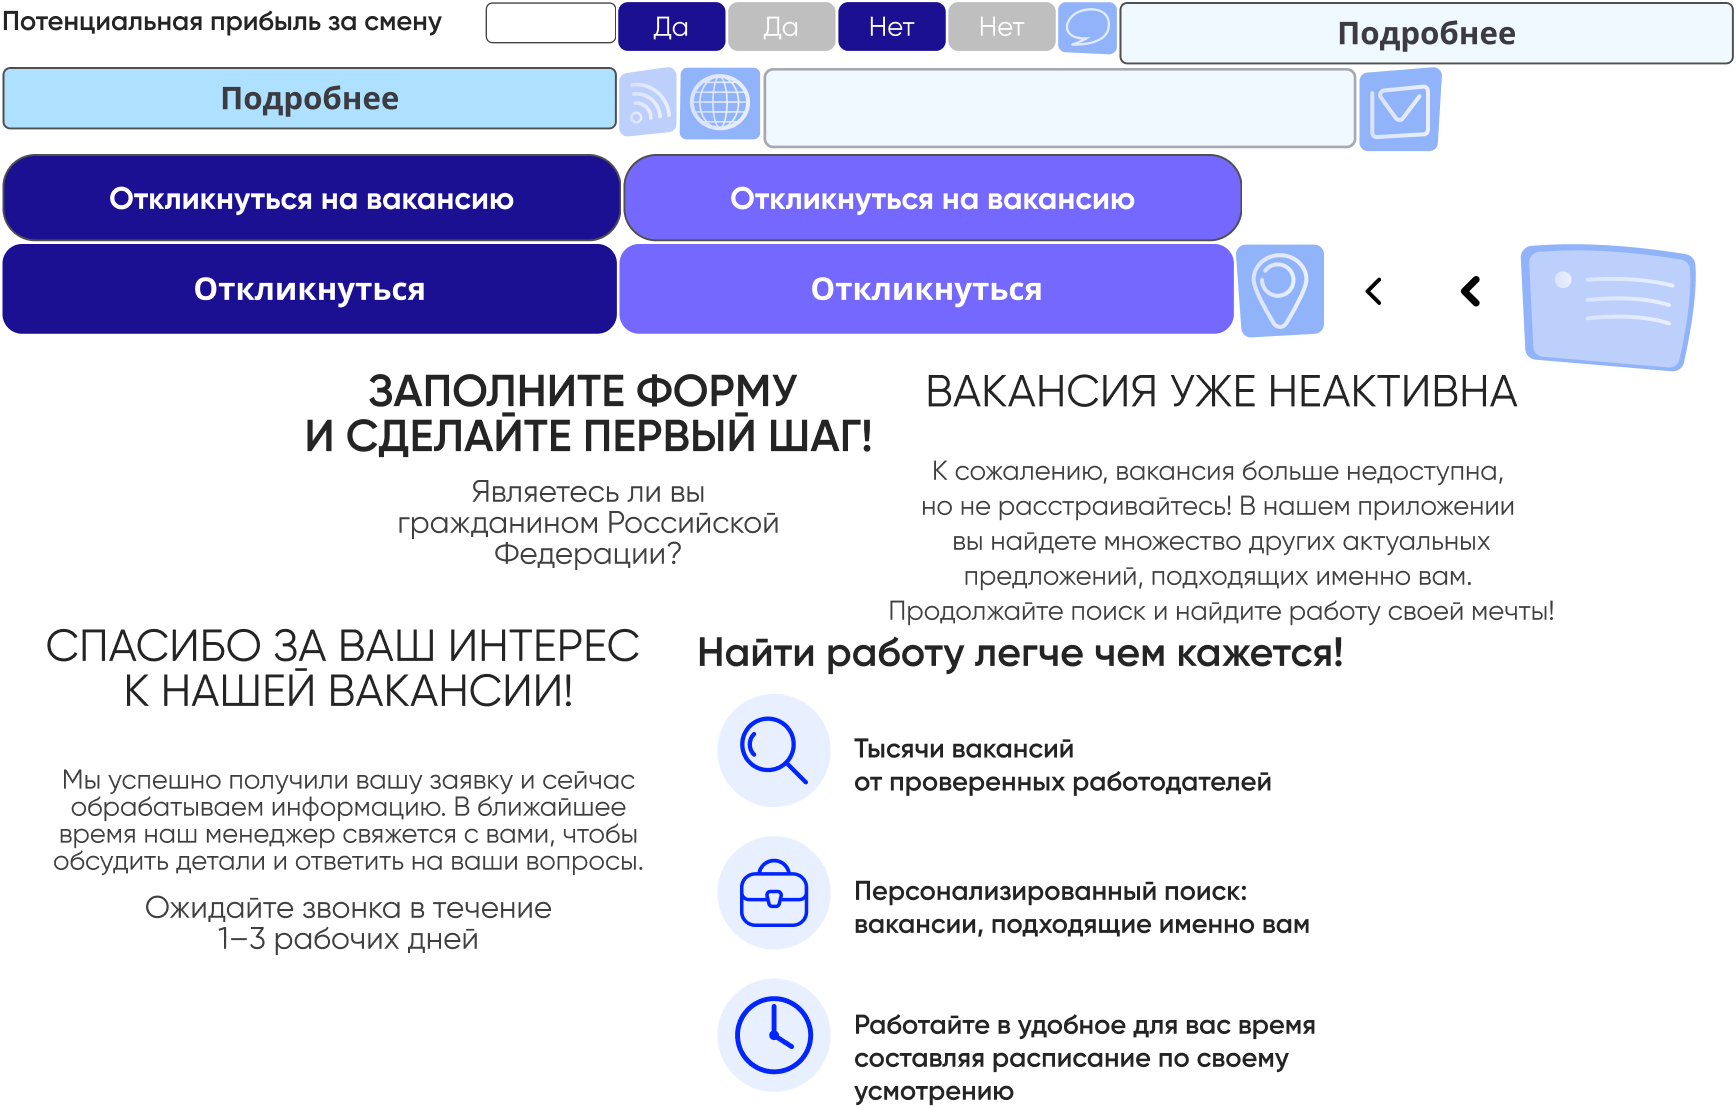 Потенциальная прибыль за смену
Да
Да
Нет
Нет
Подробнее
Подробнее
Откликнуться на вакансию
Откликнуться на вакансию
Откликнуться
Откликнуться
ЗАПОЛНИТЕ ФОРМУ
И СДЕЛАЙТЕ ПЕРВЫЙ ШАГ!
Являетесь ли вы
гражданином Российской
Федерации?
ВАКАНСИЯ УЖЕ НЕАКТИВНА
К сожалению, вакансия больше недоступна,
но не расстраивайтесь! В нашем приложении
вы найдете множество других актуальных
предложений, подходящих именно вам.
Продолжайте поиск и найдите работу своей мечты!
СПАСИБО ЗА ВАШ ИНТЕРЕС
К НАШЕЙ ВАКАНСИИ!
Мы успешно получили вашу заявку и сейчас
обрабатываем информацию. В ближайшее
время наш менеджер свяжется с вами, чтобы
обсудить детали и ответить на ваши вопросы.
Ожидайте звонка в течение
1–3 рабочих дней
Найти работу легче чем кажется!
Тысячи вакансий
от проверенных работодателей
Персонализированный поиск:
вакансии, подходящие именно вам
Работайте в удобное для вас время
составляя расписание по своему
усмотрению